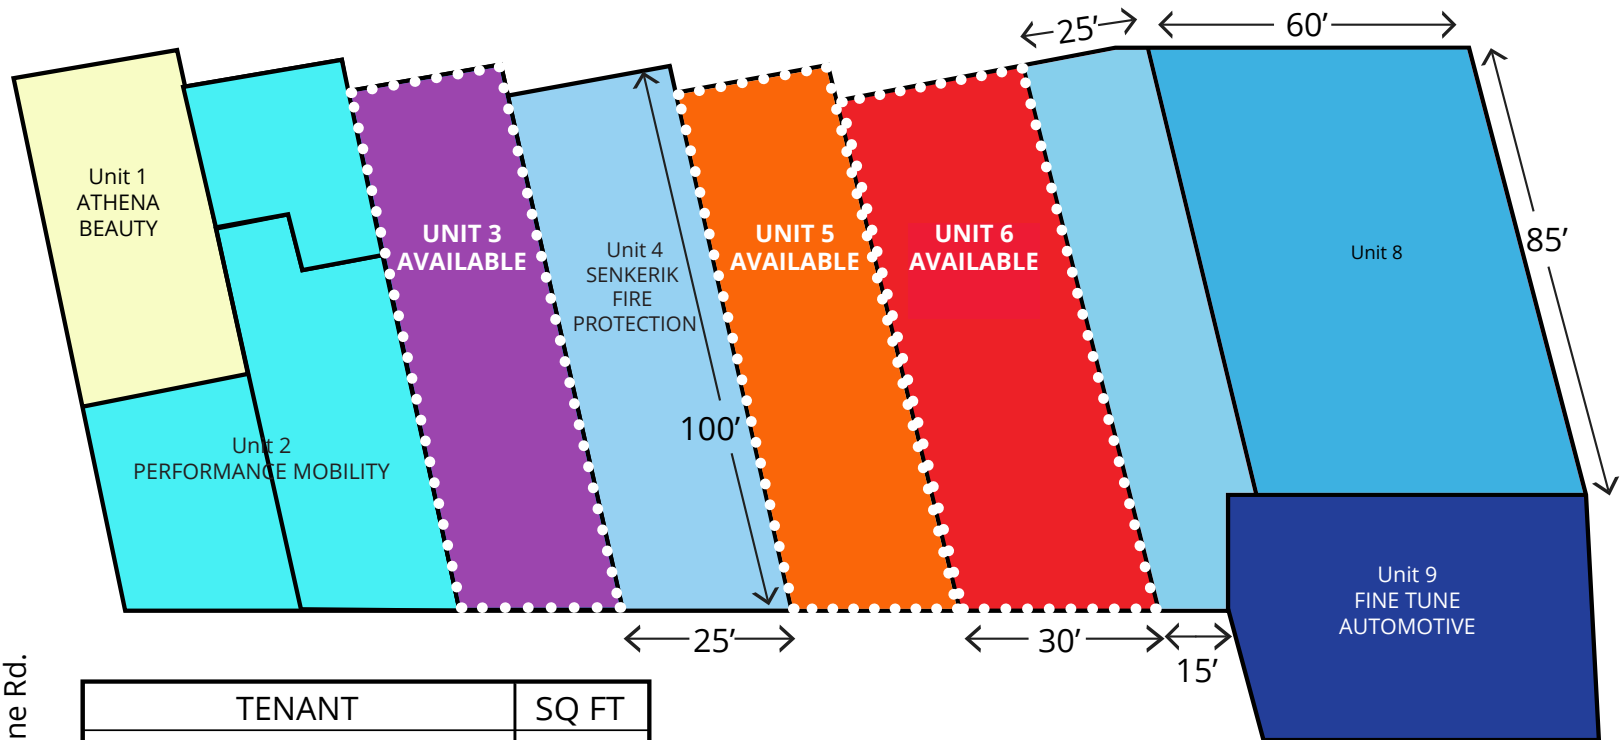 25’
60’
Unit 1
ATHENA
BEAUTY
UNIT 3
AVAILABLE
Unit 4
SENKERIK
FIRE
PROTECTION
UNIT 5
AVAILABLE
UNIT 6
AVAILABLE
Unit 8
85’
100’
Unit 2
PERFORMANCE MOBILITY
Unit 9
FINE TUNE
AUTOMOTIVE
25’
30’
15’
ne Rd.
TENANT
SQ FT